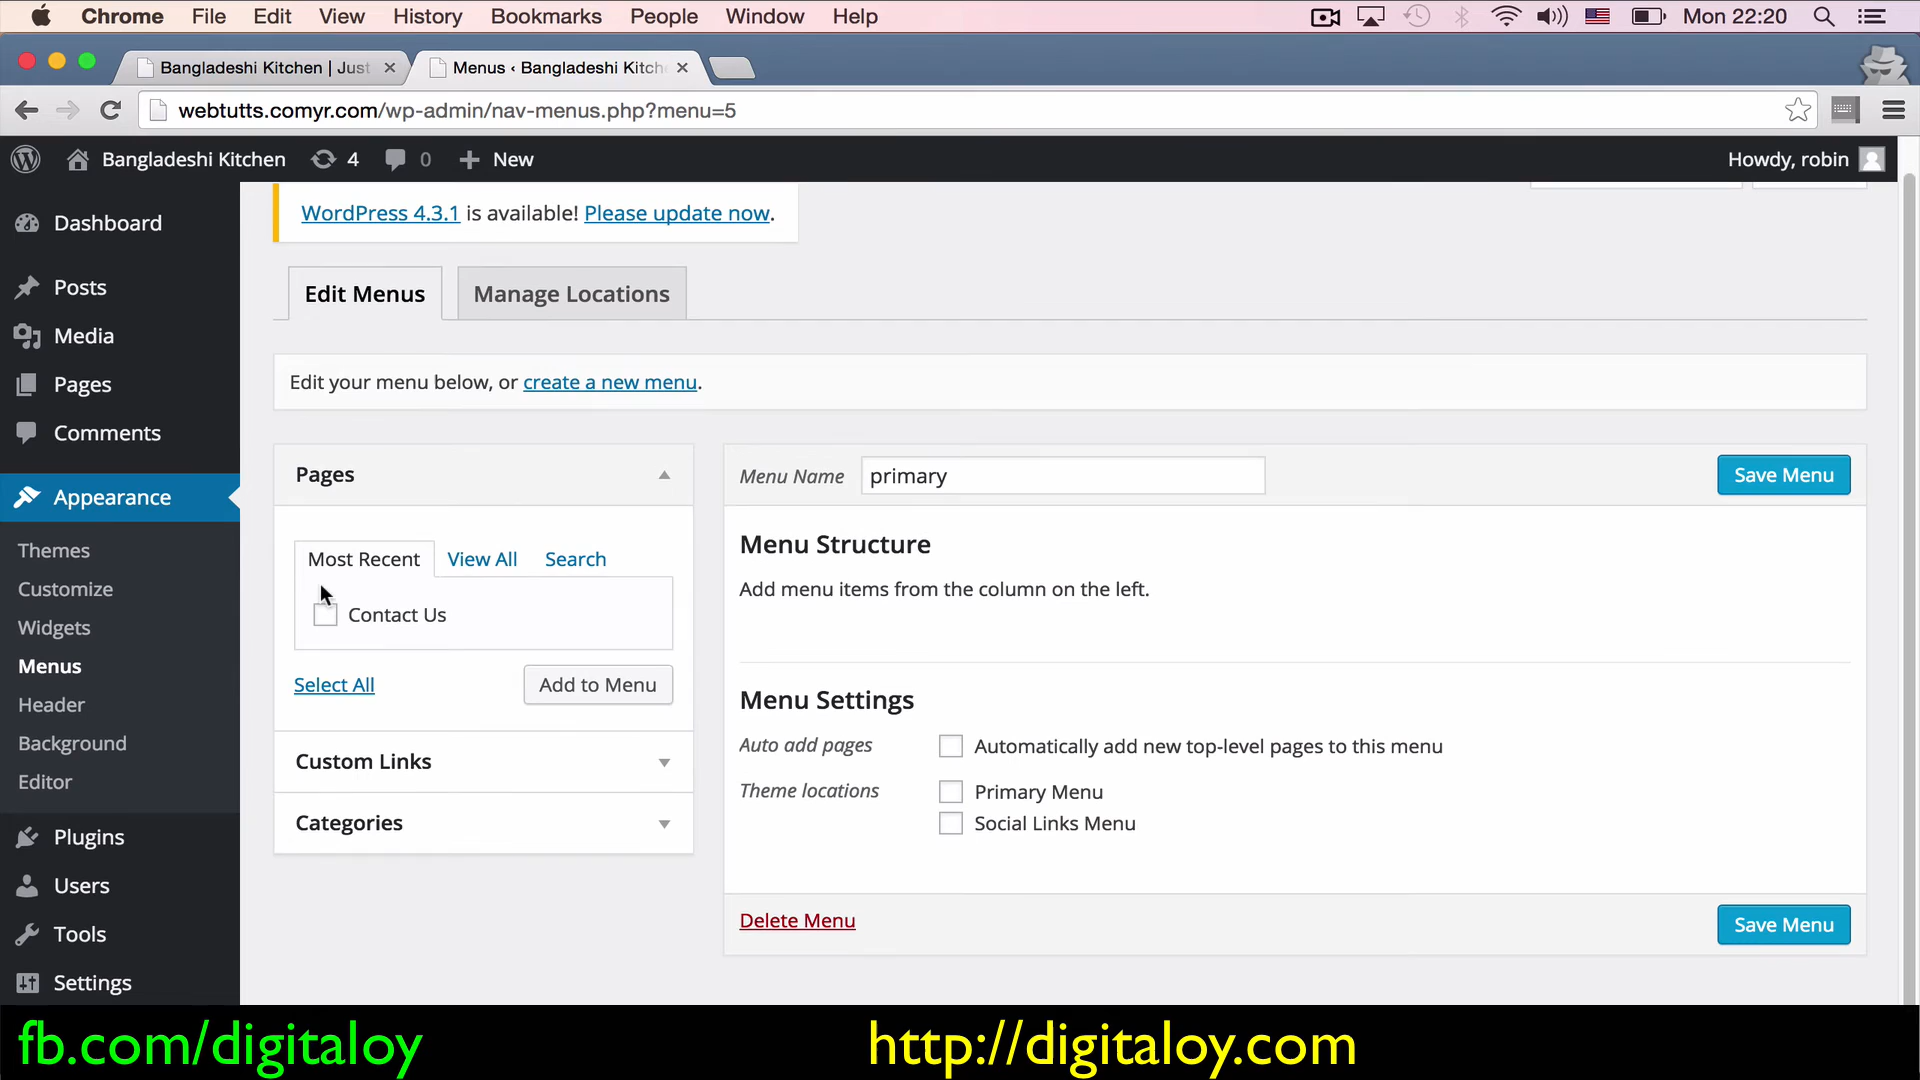 Chrome File Edit View History Bookmarks People Window Help Mon 22:20
Bangladeshi Kitchen | Just
Menus ‹ Bangladeshi Kitche
webtutts.comyr.com/wp-admin/nav-menus.php?menu=5
Bangladeshi Kitchen 4 0 New Howdy, robin
WordPress 4.3.1 is available! Please update now.
Dashboard
Posts
Media
Pages
Comments
Appearance
Themes
Customize
Widgets
Menus
Header
Background
Editor
Plugins
Users
Tools
Settings
Edit Menus Manage Locations
Edit your menu below, or create a new menu.
Pages
Most Recent View All Search
Contact Us
Select All Add to Menu
Custom Links
Categories
Menu Name primary Save Menu
Menu Structure
Add menu items from the column on the left.
Menu Settings
Auto add pages Automatically add new top-level pages to this menu
Theme locations Primary Menu
Social Links Menu
Delete Menu Save Menu
fb.com/digitaloy http://digitaloy.com